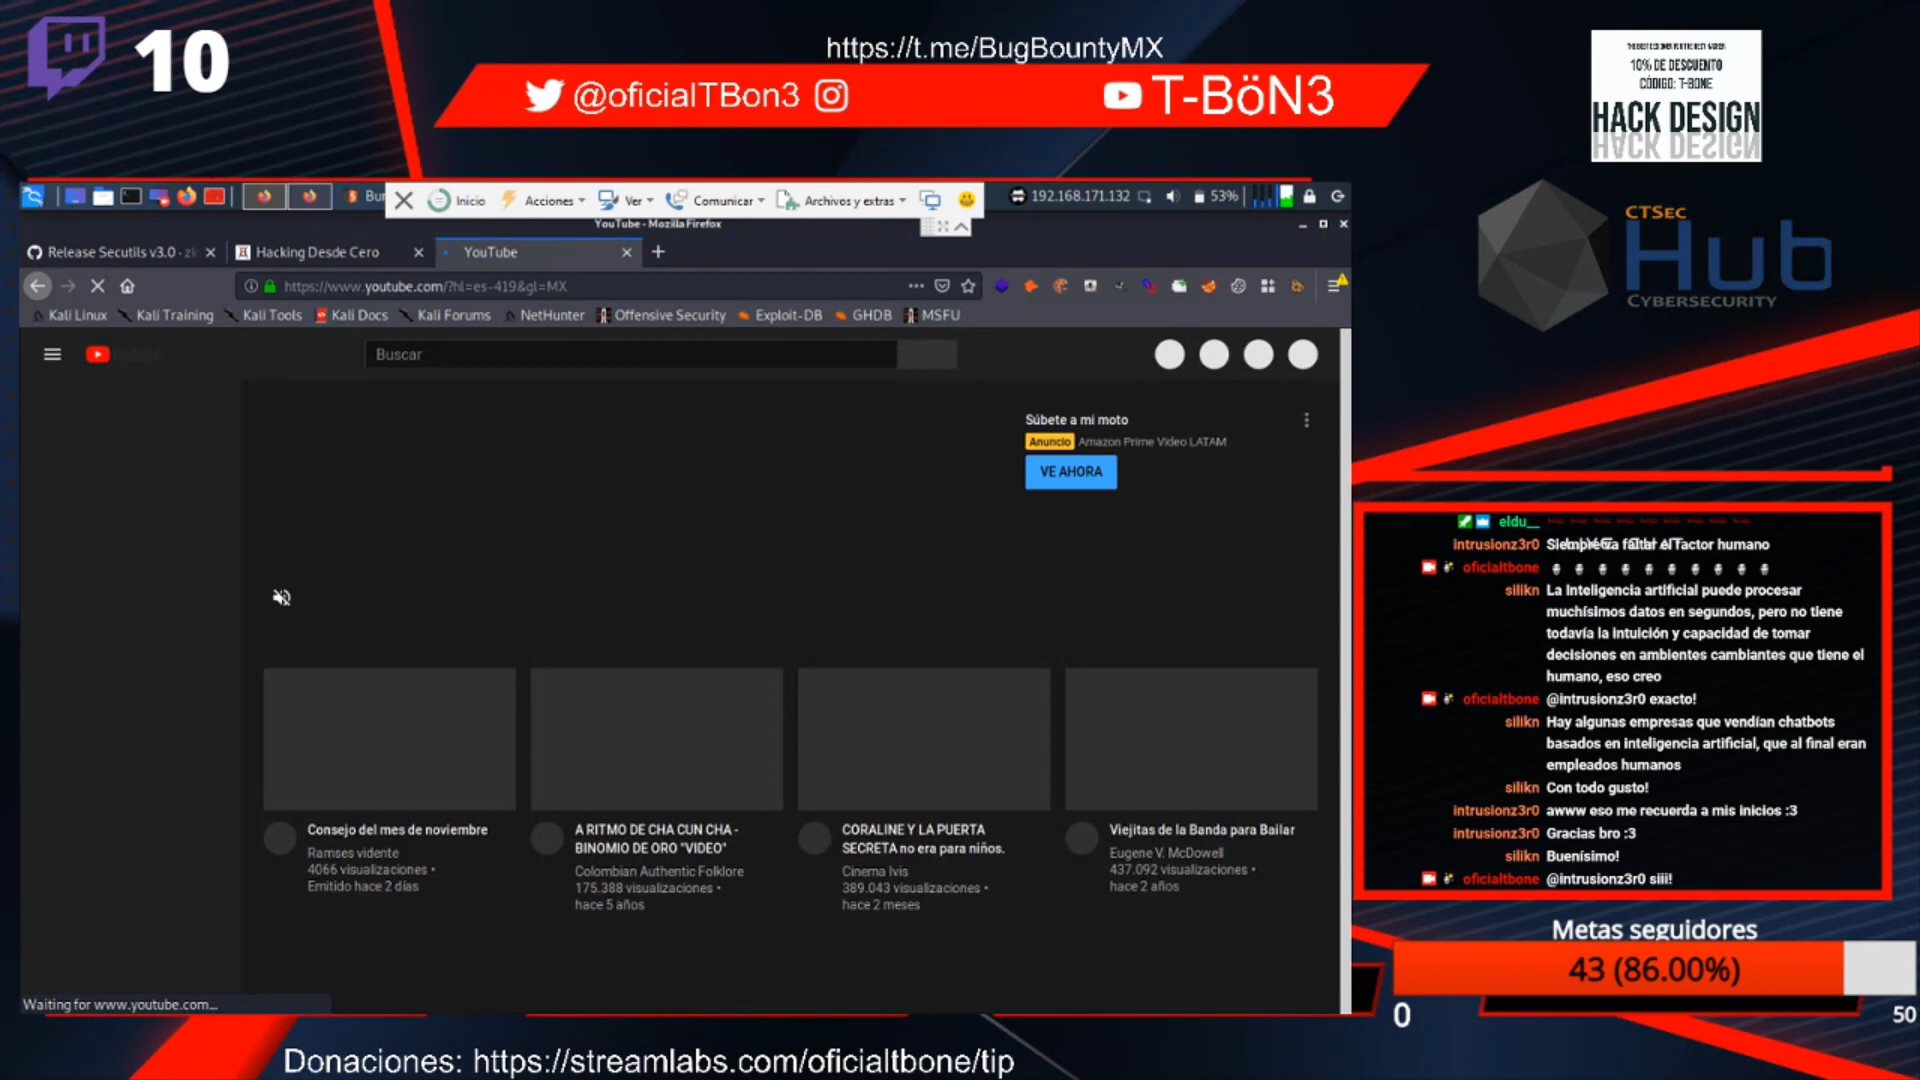 10
https://t.me/BugBountyMX
@oficialTBon3
T-BöN3
10% DE DESCUENTO
CÓDIGO: T-BONE
HACK DESIGN
CTSec
Hub
CYBERSECURITY
Bur
Inicio
Acciones
Ver
Comunicar
Archivos y extras
192.168.171.132
53%
YouTube - Mozilla Firefox
Release Secutils v3.0 - zk
Hacking Desde Cero
YouTube
https://www.youtube.com/?hl=es-419&gl=MX
Kali Linux
Kali Training
Kali Tools
Kali Docs
Kali Forums
NetHunter
Offensive Security
Exploit-DB
GHDB
MSFU
Buscar
Súbete a mi moto
Anuncio Amazon Prime Video LATAM
VE AHORA
Consejo del mes de noviembre
Ramses vidente
4066 visualizaciones •
Emitido hace 2 días
A RITMO DE CHA CUN CHA -
BINOMIO DE ORO "VIDEO"
Colombian Authentic Folklore
175.388 visualizaciones •
hace 5 años
CORALINE Y LA PUERTA
SECRETA no era para niños.
Cinema Ivis
389.043 visualizaciones •
hace 2 meses
Viejitas de la Banda para Bailar
Eugene V. McDowell
437.092 visualizaciones •
hace 2 años
Waiting for www.youtube.com...
eldu__
intrusionz3r0 Siempre va faltar el factor humano
oficialtbone
silikn La Inteligencia artificial puede procesar
muchísimos datos en segundos, pero no tiene
todavía la intuición y capacidad de tomar
decisiones en ambientes cambiantes que tiene el
humano, eso creo
oficialtbone @intrusionz3r0 exacto!
silikn Hay algunas empresas que vendían chatbots
basados en inteligencia artificial, que al final eran
empleados humanos
silikn Con todo gusto!
intrusionz3r0 awww eso me recuerda a mis inicios :3
intrusionz3r0 Gracias bro :3
silikn Buenísimo!
oficialtbone @intrusionz3r0 siii!
Metas seguidores
43 (86.00%)
0
50
Donaciones: https://streamlabs.com/oficialtbone/tip